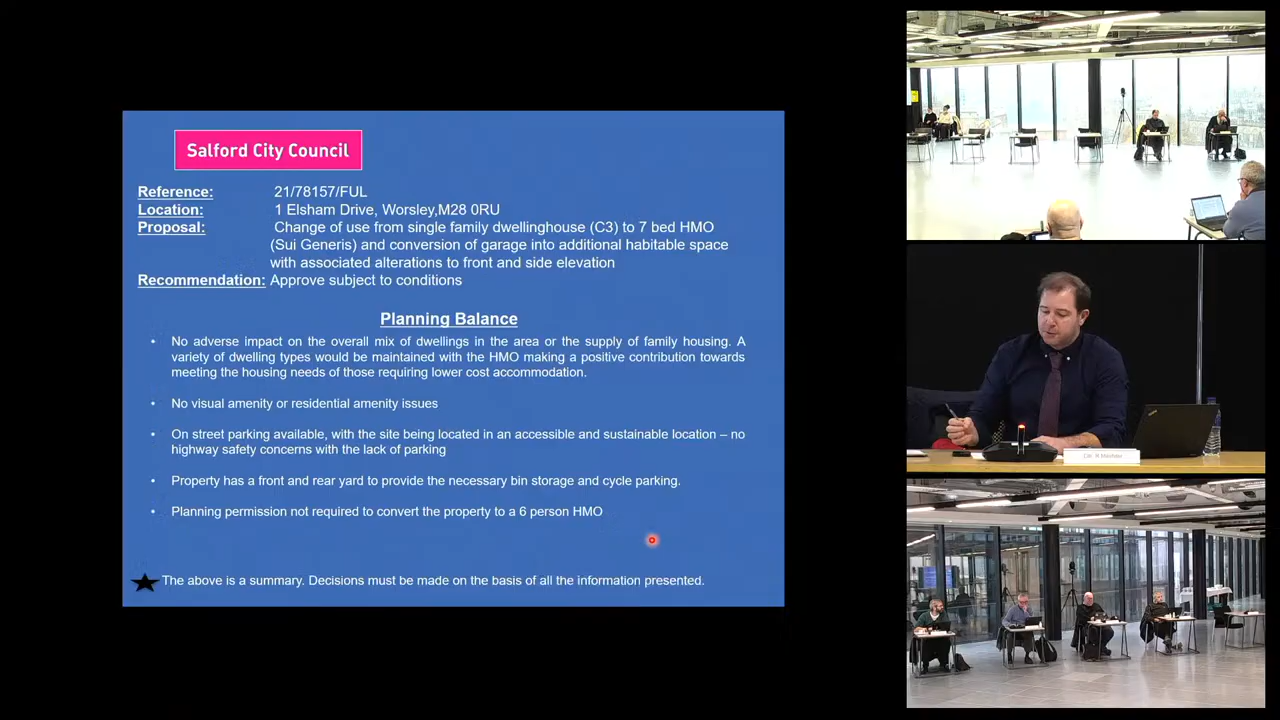 Salford City Council
Reference: 21/78157/FUL
Location: 1 Elsham Drive, Worsley,M28 0RU
Proposal: Change of use from single family dwellinghouse (C3) to 7 bed HMO
(Sui Generis) and conversion of garage into additional habitable space
with associated alterations to front and side elevation
Recommendation: Approve subject to conditions
Planning Balance
• No adverse impact on the overall mix of dwellings in the area or the supply of family housing. A
variety of dwelling types would be maintained with the HMO making a positive contribution towards
meeting the housing needs of those requiring lower cost accommodation.
• No visual amenity or residential amenity issues
• On street parking available, with the site being located in an accessible and sustainable location – no
highway safety concerns with the lack of parking
• Property has a front and rear yard to provide the necessary bin storage and cycle parking.
• Planning permission not required to convert the property to a 6 person HMO
The above is a summary. Decisions must be made on the basis of all the information presented.